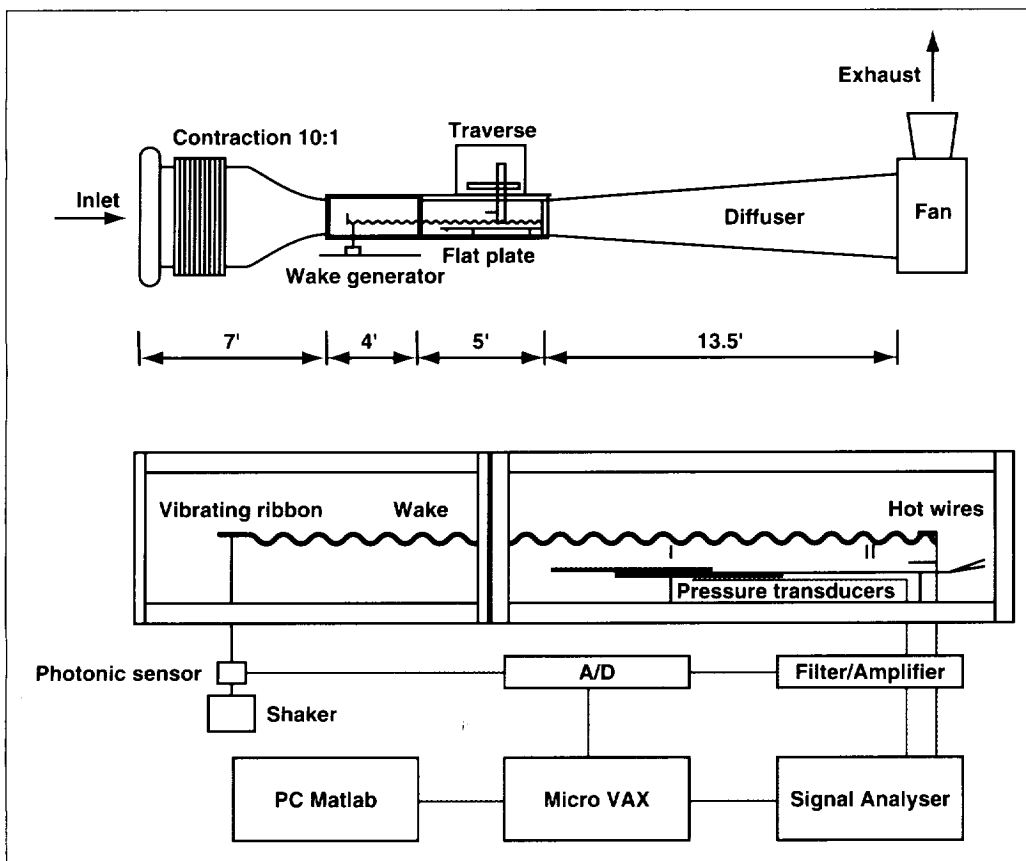 Exhaust
Contraction 10:1
Traverse
Inlet
Diffuser
Fan
Flat plate
Wake generator
7'
4'
5'
13.5'
Vibrating ribbon
Wake
Hot wires
Pressure transducers
Photonic sensor
A/D
Filter/Amplifier
Shaker
PC Matlab
Micro VAX
Signal Analyser